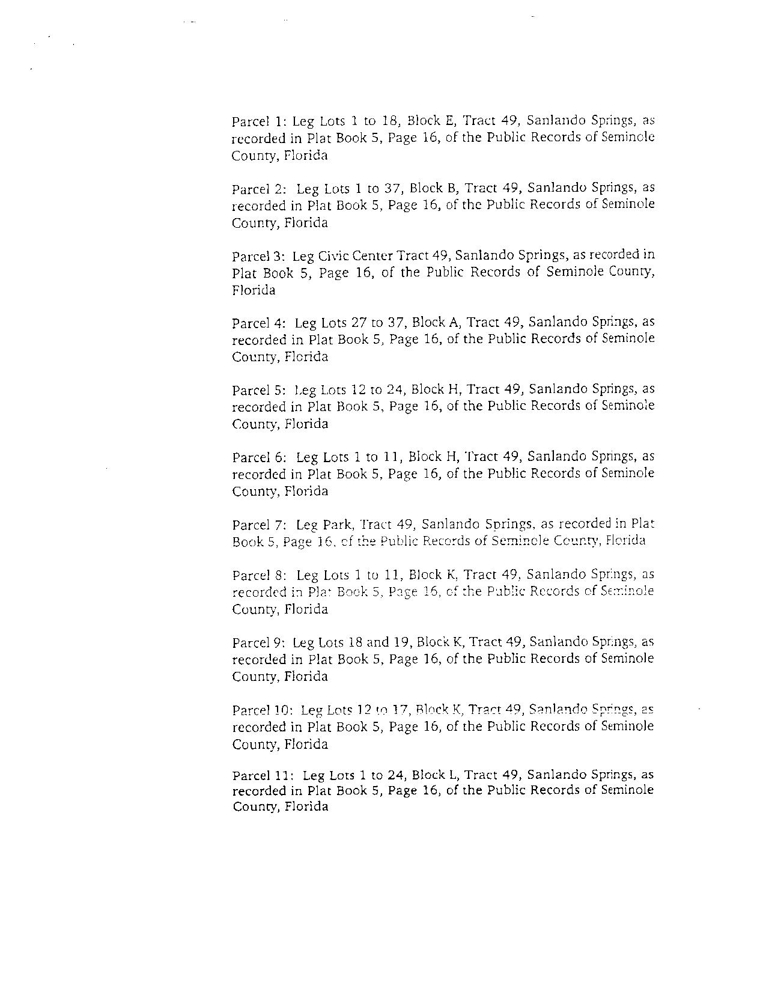 Parcel 1: Leg Lots 1 to 18, Block E, Tract 49, Sanlando Springs, as
recorded in Plat Book 5, Page 16, of the Public Records of Seminole
County, Florida
Parcel 2: Leg Lots 1 to 37, Block B, Tract 49, Sanlando Springs, as
recorded in Plat Book 5, Page 16, of the Public Records of Seminole
County, Florida
Parcel 3: Leg Civic Center Tract 49, Sanlando Springs, as recorded in
Plat Book 5, Page 16, of the Public Records of Seminole County,
Florida
Parcel 4: Leg Lots 27 to 37, Block A, Tract 49, Sanlando Springs, as
recorded in Plat Book 5, Page 16, of the Public Records of Seminole
County, Florida
Parcel 5: Leg Lots 12 to 24, Block H, Tract 49, Sanlando Springs, as
recorded in Plat Book 5, Page 16, of the Public Records of Seminole
County, Florida
Parcel 6: Leg Lots 1 to 11, Block H, Tract 49, Sanlando Springs, as
recorded in Plat Book 5, Page 16, of the Public Records of Seminole
County, Florida
Parcel 7: Leg Park, Tract 49, Sanlando Springs, as recorded in Plat
Book 5, Page 16, of the Public Records of Seminole County, Florida
Parcel 8: Leg Lots 1 to 11, Block K, Tract 49, Sanlando Springs, as
recorded in Plat Book 5, Page 16, of the Public Records of Seminole
County, Florida
Parcel 9: Leg Lots 18 and 19, Block K, Tract 49, Sanlando Springs, as
recorded in Plat Book 5, Page 16, of the Public Records of Seminole
County, Florida
Parcel 10: Leg Lots 12 to 17, Block K, Tract 49, Sanlando Springs, as
recorded in Plat Book 5, Page 16, of the Public Records of Seminole
County, Florida
Parcel 11: Leg Lots 1 to 24, Block L, Tract 49, Sanlando Springs, as
recorded in Plat Book 5, Page 16, of the Public Records of Seminole
County, Florida